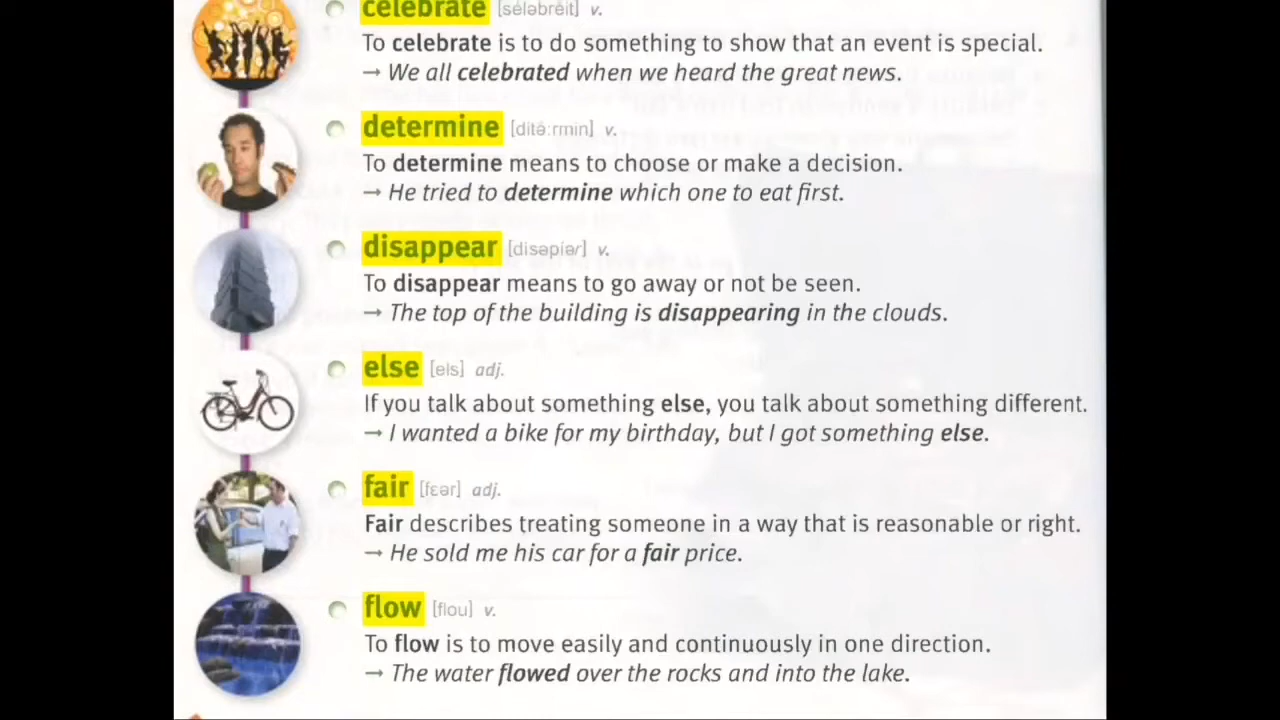 celebrate [séləbrèit] v.
To celebrate is to do something to show that an event is special.
→ We all celebrated when we heard the great news.
determine [ditə́:rmin] v.
To determine means to choose or make a decision.
→ He tried to determine which one to eat first.
disappear [dìsəpíər] v.
To disappear means to go away or not be seen.
→ The top of the building is disappearing in the clouds.
else [els] adj.
If you talk about something else, you talk about something different.
→ I wanted a bike for my birthday, but I got something else.
fair [fɛər] adj.
Fair describes treating someone in a way that is reasonable or right.
→ He sold me his car for a fair price.
flow [flou] v.
To flow is to move easily and continuously in one direction.
→ The water flowed over the rocks and into the lake.